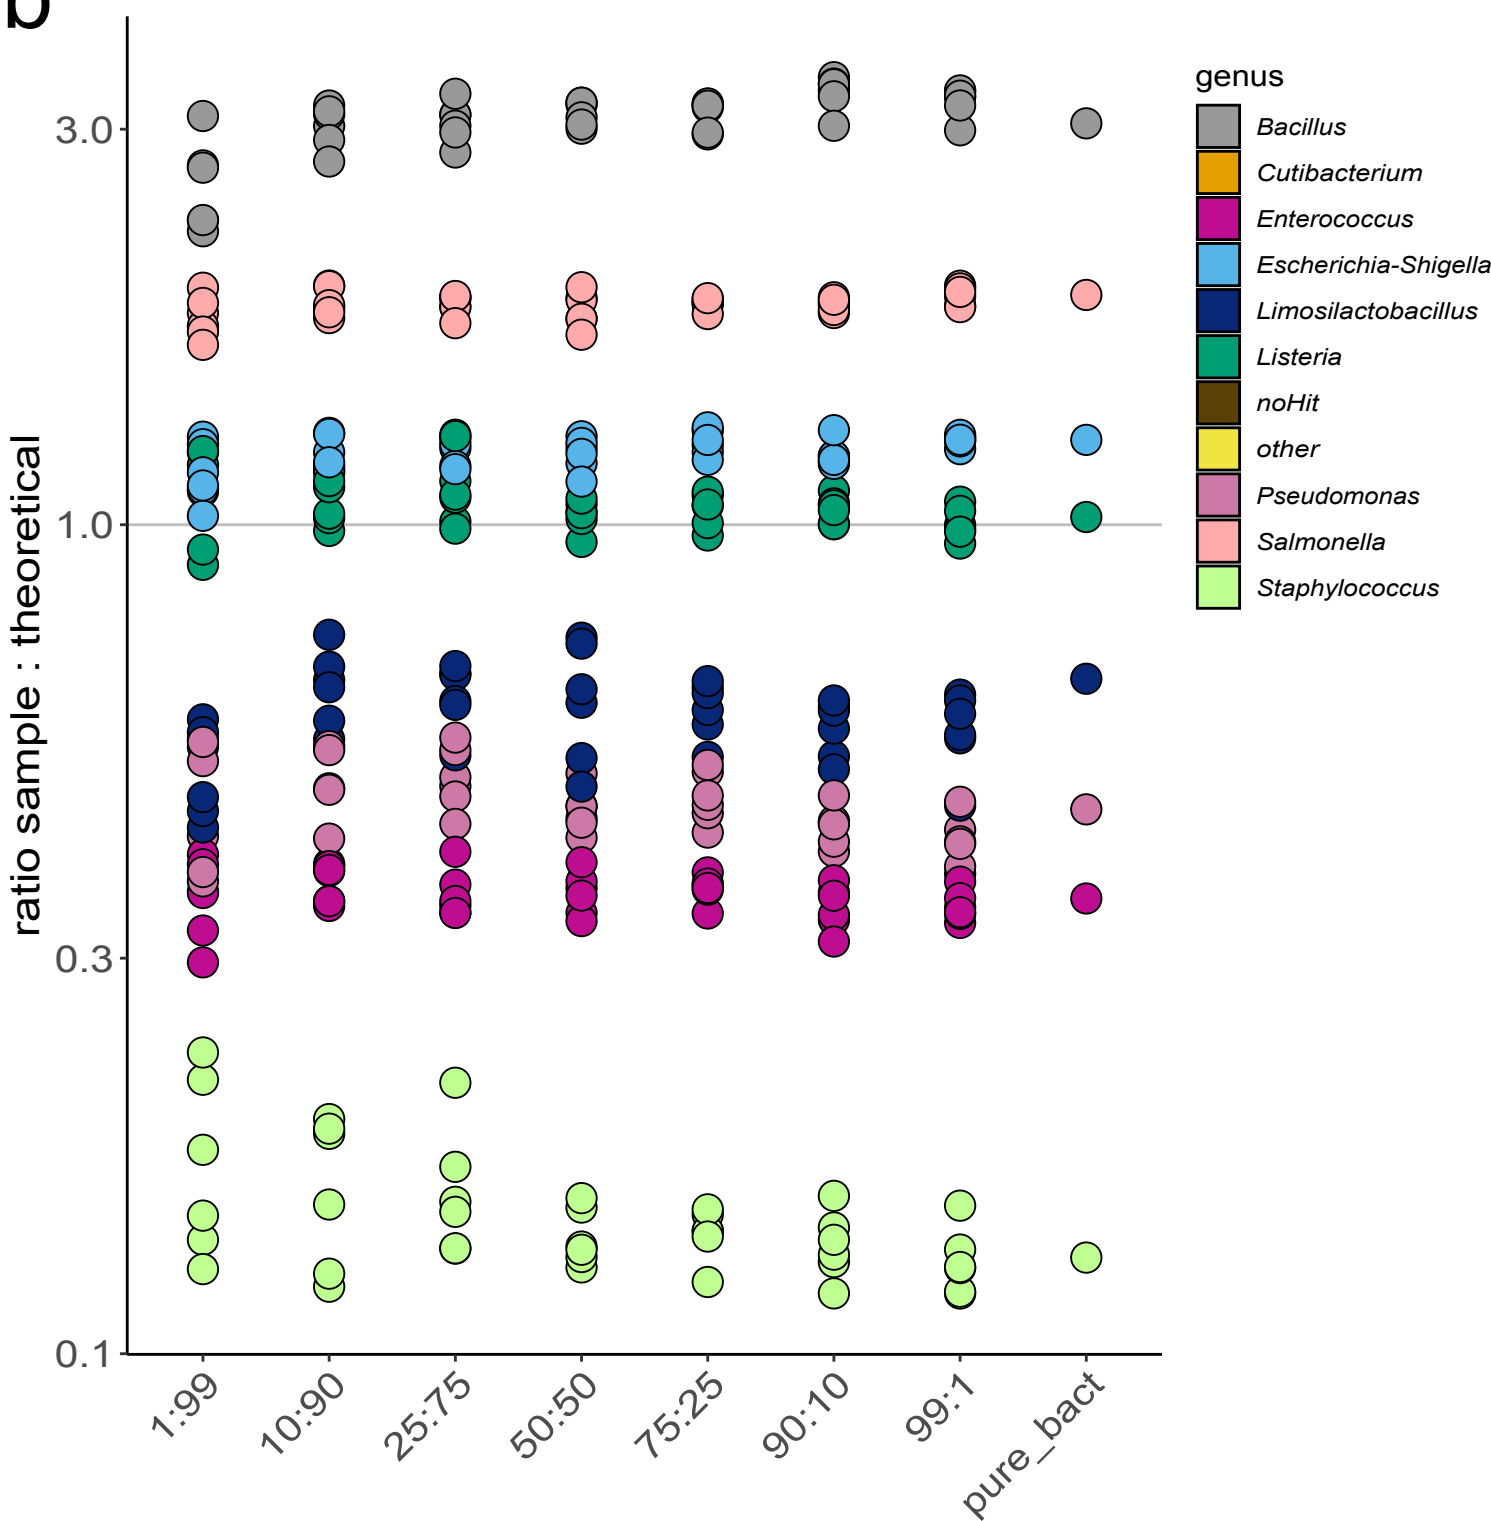 b
ratio sample : theoretical
3.0
1.0
0.3
0.1
1:99
10:90
25:75
50:50
75:25
90:10
99:1
pure_bact
genus
Bacillus
Cutibacterium
Enterococcus
Escherichia-Shigella
Limosilactobacillus
Listeria
noHit
other
Pseudomonas
Salmonella
Staphylococcus